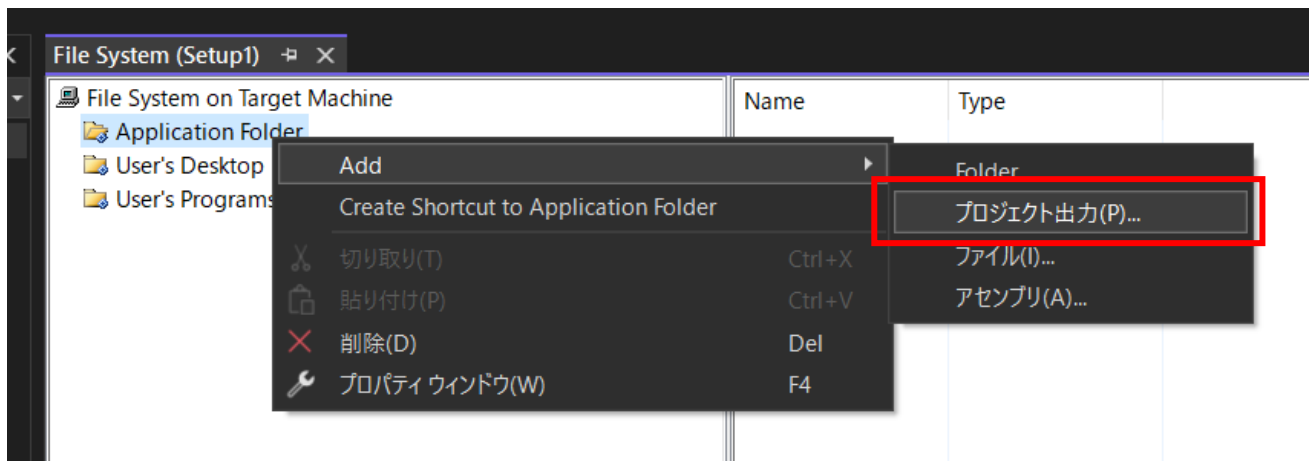 File System (Setup1)
File System on Target Machine
Name
Type
Application Folder
User's Desktop
User's Programs
Add
Folder
Create Shortcut to Application Folder
プロジェクト出力(P)...
切り取り(T)
Ctrl+X
ファイル(I)...
貼り付け(P)
Ctrl+V
アセンブリ(A)...
削除(D)
Del
プロパティ ウィンドウ(W)
F4